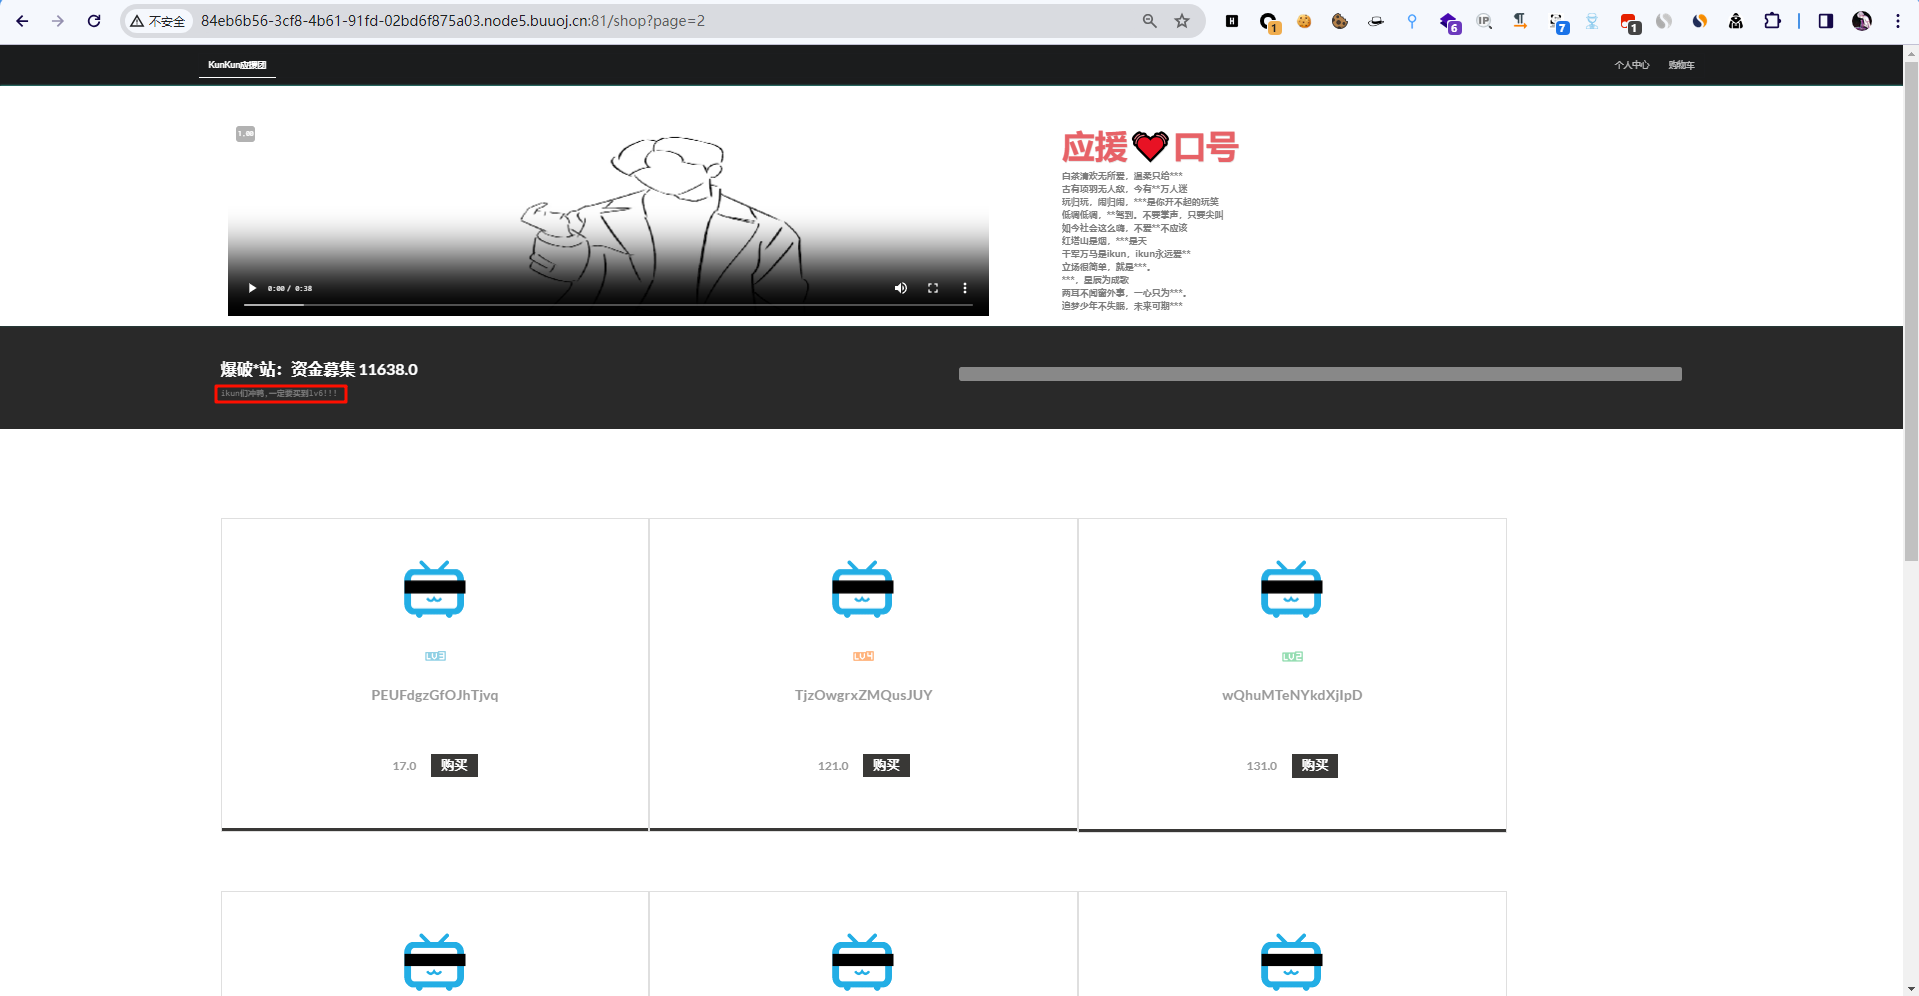 不安全 84eb6b56-3cf8-4b61-91fd-02bd6f875a03.node5.buuoj.cn:81/shop?page=2
1
6
IP
7
1
KunKun应援团
个人中心 购物车
1.00
应援 口号
白茶清欢无所爱，温柔只给***
古有项羽无人敌，今有**万人迷
玩归玩，闹归闹，***是你开不起的玩笑
低调低调，**驾到。不要掌声，只要尖叫
如今社会这么嗨，不爱**不应该
红塔山是烟，***是天
千军万马是ikun，ikun永远爱**
立场很简单，就是***。
***，星辰为成歌
两耳不闻窗外事，一心只为***。
追梦少年不失眠，未来可期***
0:00 / 0:38
爆破*站：资金募集 11638.0
ikun们冲鸭,一定要买到lv6!!!
LV3
LV4
LV2
PEUFdgzGfOJhTjvq
TjzOwgrxZMQusJUY
wQhuMTeNYkdXjIpD
17.0 购买
121.0 购买
131.0 购买